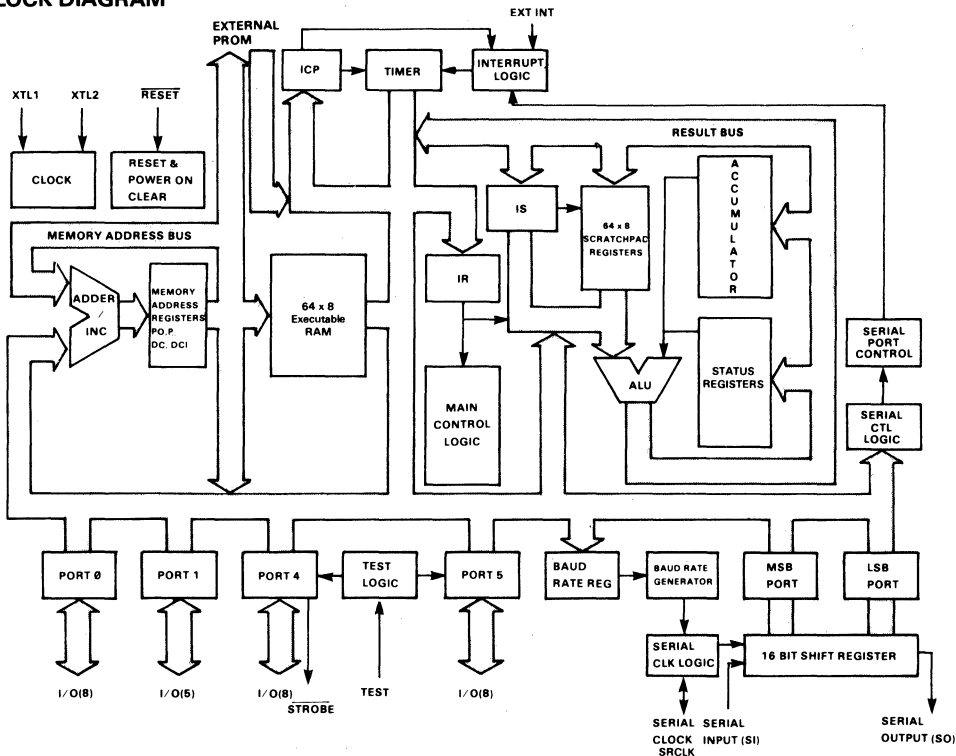 LOCK DIAGRAM
EXTERNAL
PROM
EXT INT
ICP
TIMER
INTERRUPT
LOGIC
XTL1
XTL2
RESET
CLOCK
RESET &
POWER ON
CLEAR
RESULT BUS
MEMORY ADDRESS BUS
IS
64 x 8
SCRATCHPAD
REGISTERS
ACCUMULATOR
ADDER
INC
MEMORY
ADDRESS
REGISTERS
PO.P.
DC. DCI
64 x 8
Executable
RAM
IR
MAIN
CONTROL
LOGIC
ALU
STATUS
REGISTERS
SERIAL
PORT
CONTROL
SERIAL
CTL
LOGIC
PORT 0
PORT 1
PORT 4
TEST
LOGIC
PORT 5
BAUD
RATE REG
BAUD RATE
GENERATOR
MSB
PORT
LSB
PORT
SERIAL
CLK LOGIC
16 BIT SHIFT REGISTER
I/O(8)
I/O(5)
I/O(8)
STROBE
TEST
I/O(8)
SERIAL
CLOCK
SRCLK
SERIAL
INPUT (SI)
SERIAL
OUTPUT (SO)